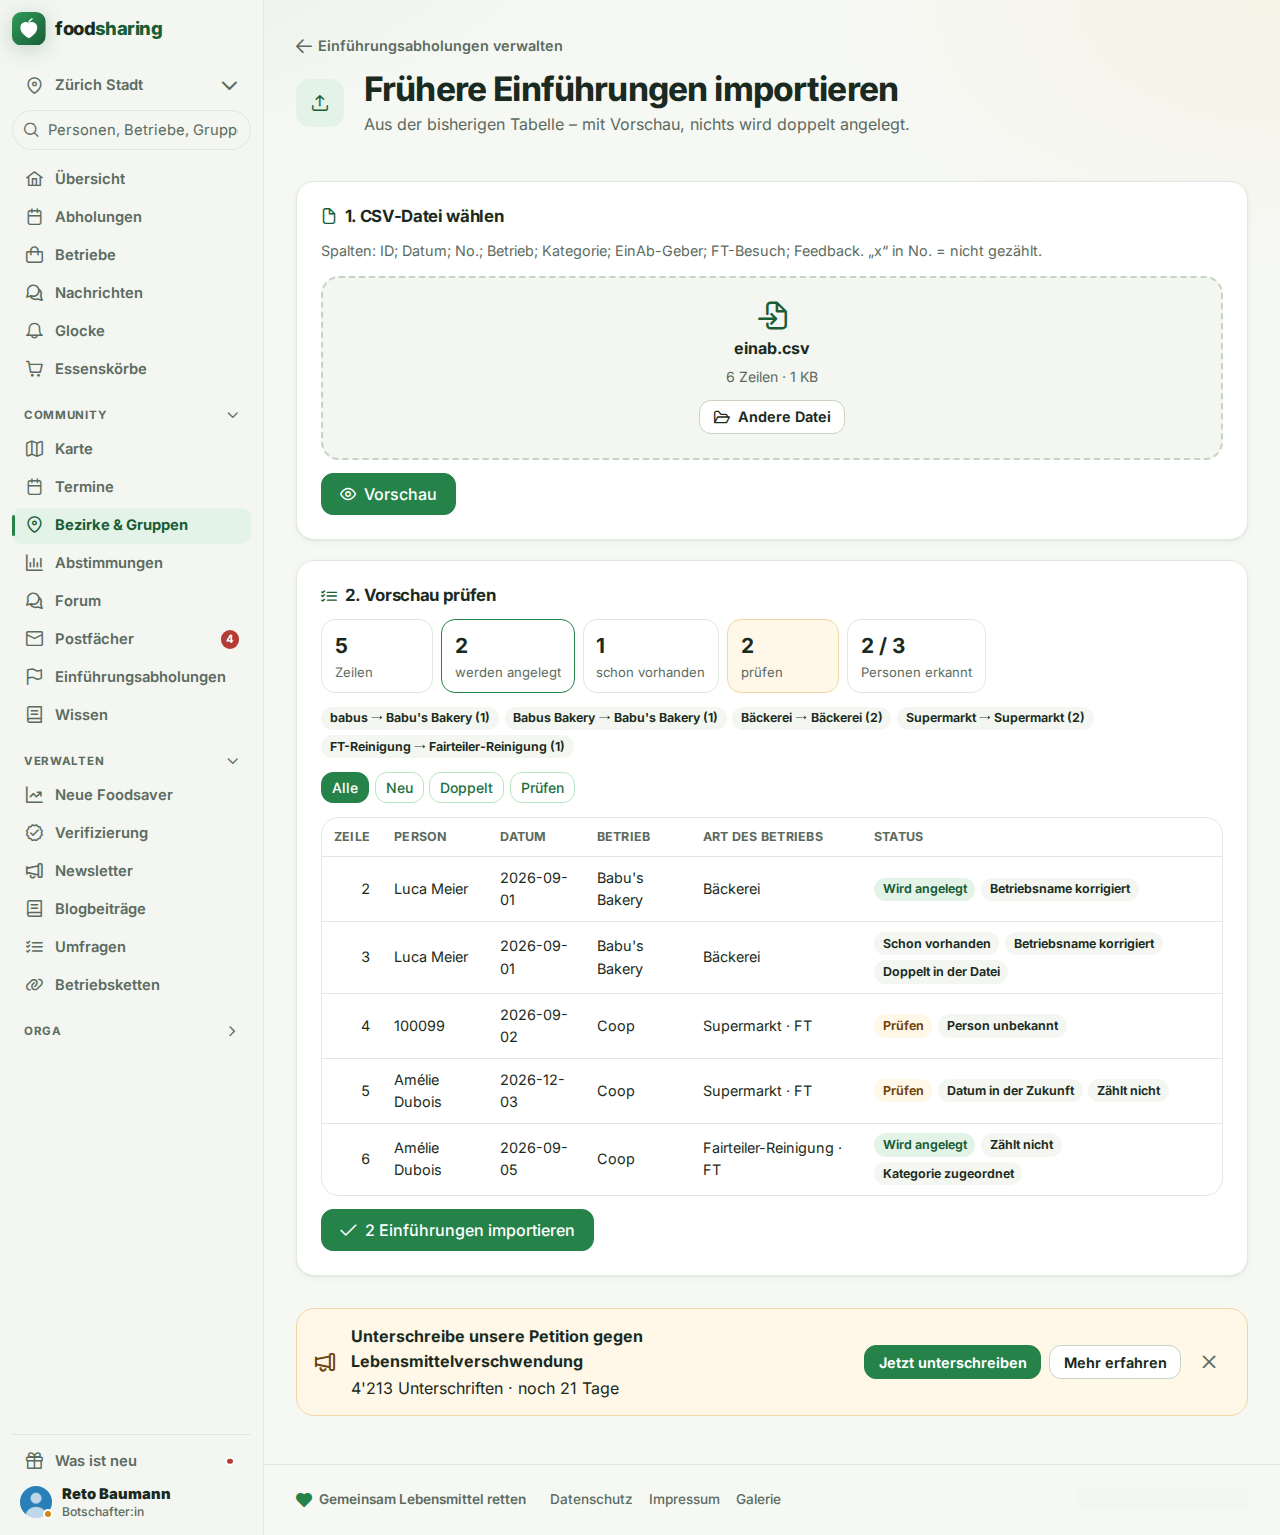 foodsharing
Zürich Stadt
Personen, Betriebe, Grupp
Übersicht
Abholungen
Betriebe
Nachrichten
Glocke
Essenskörbe
COMMUNITY
Karte
Termine
Bezirke & Gruppen
Abstimmungen
Forum
Postfächer 4
Einführungsabholungen
Wissen
VERWALTEN
Neue Foodsaver
Verifizierung
Newsletter
Blogbeiträge
Umfragen
Betriebsketten
ORGA
Was ist neu
Reto Baumann
Botschafter:in
Einführungsabholungen verwalten
Frühere Einführungen importieren
Aus der bisherigen Tabelle – mit Vorschau, nichts wird doppelt angelegt.
1. CSV-Datei wählen
Spalten: ID; Datum; No.; Betrieb; Kategorie; EinAb-Geber; FT-Besuch; Feedback. „x“ in No. = nicht gezählt.
einab.csv
6 Zeilen · 1 KB
Andere Datei
Vorschau
2. Vorschau prüfen
5 2 1 2 2 / 3
Zeilen werden angelegt schon vorhanden prüfen Personen erkannt
babus → Babu's Bakery (1) Babus Bakery → Babu's Bakery (1) Bäckerei → Bäckerei (2) Supermarkt → Supermarkt (2)
FT-Reinigung → Fairteiler-Reinigung (1)
Alle Neu Doppelt Prüfen
ZEILE PERSON DATUM BETRIEB ART DES BETRIEBS STATUS
2 Luca Meier 2026-09-01 Babu's Bakery Bäckerei Wird angelegt Betriebsname korrigiert
3 Luca Meier 2026-09-01 Babu's Bakery Bäckerei Schon vorhanden Betriebsname korrigiert Doppelt in der Datei
4 100099 2026-09-02 Coop Supermarkt · FT Prüfen Person unbekannt
5 Amélie Dubois 2026-12-03 Coop Supermarkt · FT Prüfen Datum in der Zukunft Zählt nicht
6 Amélie Dubois 2026-09-05 Coop Fairteiler-Reinigung · FT Wird angelegt Zählt nicht Kategorie zugeordnet
2 Einführungen importieren
Unterschreibe unsere Petition gegen
Lebensmittelverschwendung
4'213 Unterschriften · noch 21 Tage
Jetzt unterschreiben Mehr erfahren
Gemeinsam Lebensmittel retten Datenschutz Impressum Galerie